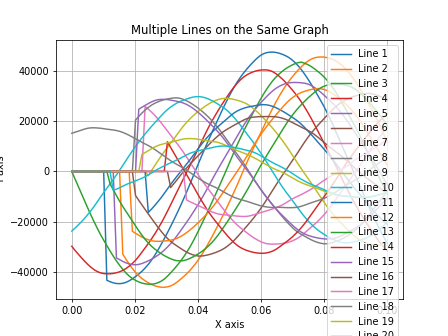 Multiple Lines on the Same Graph
40000
20000
0
−20000
−40000
0.00
0.02
0.04
0.06
0.08
X axis
axis
Line 1
Line 2
Line 3
Line 4
Line 5
Line 6
Line 7
Line 8
Line 9
Line 10
Line 11
Line 12
Line 13
Line 14
Line 15
Line 16
Line 17
Line 18
Line 19
Line 20